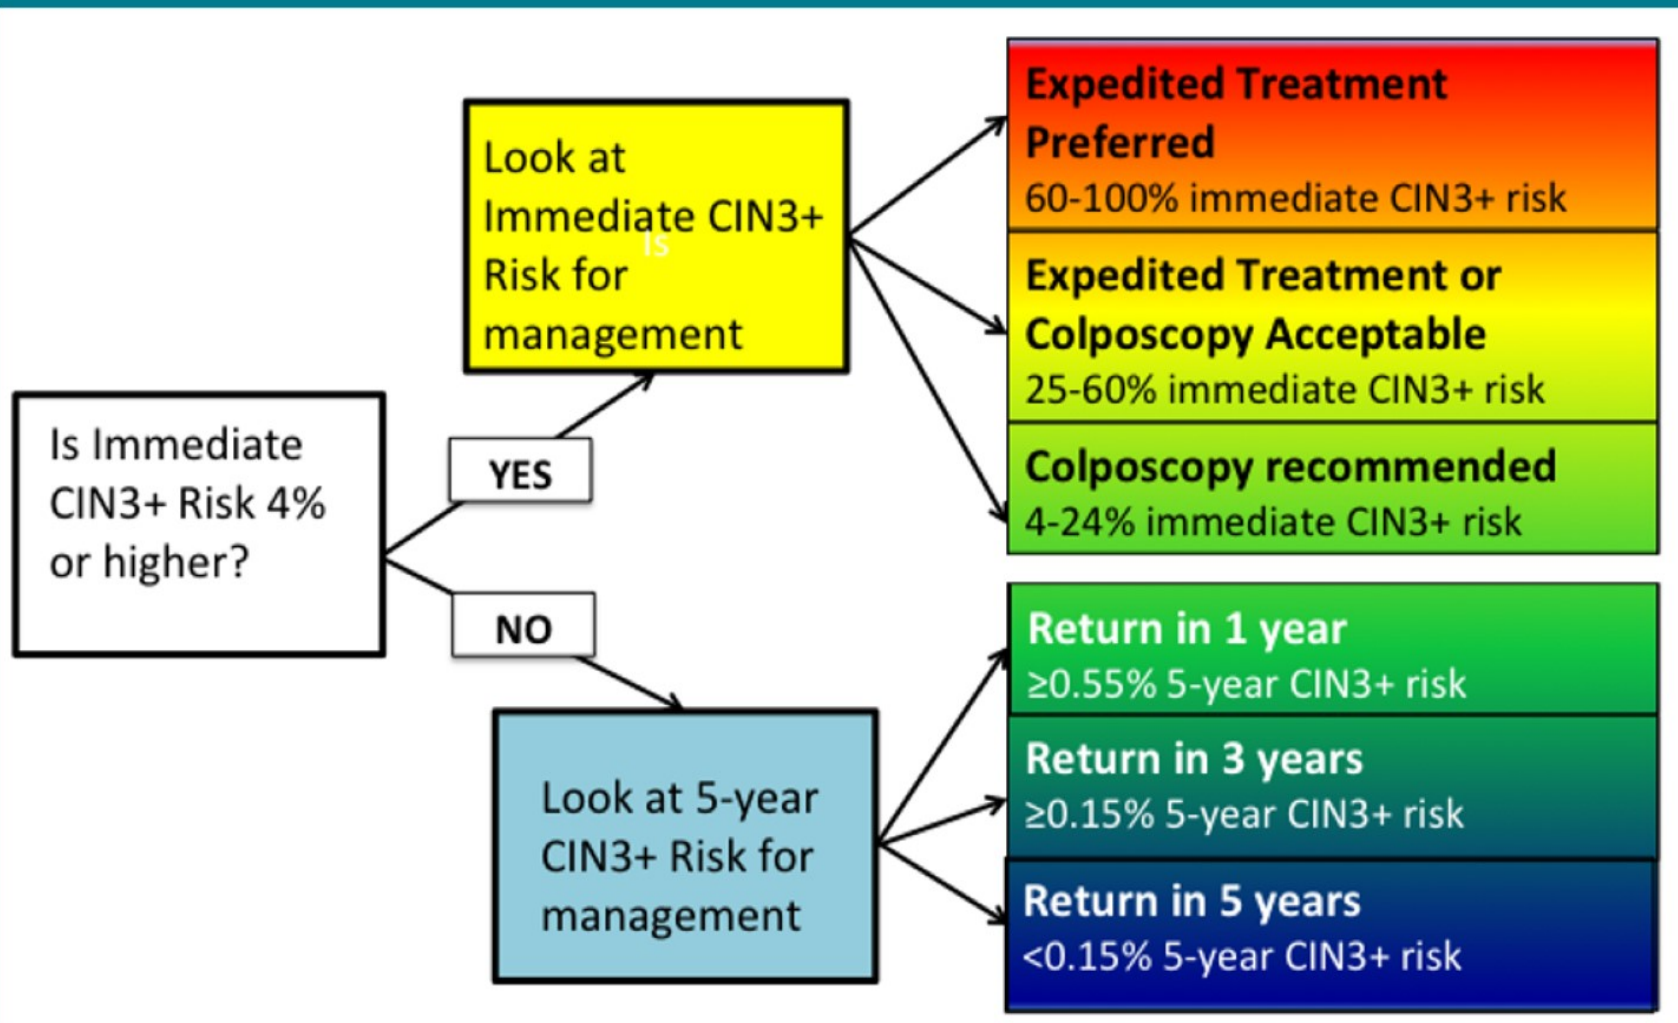 Is Immediate
CIN3+ Risk 4%
or higher?
YES
NO
Look at
Immediate CIN3+
Is
Risk for
management
Look at 5-year
CIN3+ Risk for
management
Expedited Treatment
Preferred
60-100% immediate CIN3+ risk
Expedited Treatment or
Colposcopy Acceptable
25-60% immediate CIN3+ risk
Colposcopy recommended
4-24% immediate CIN3+ risk
Return in 1 year
≥0.55% 5-year CIN3+ risk
Return in 3 years
≥0.15% 5-year CIN3+ risk
Return in 5 years
<0.15% 5-year CIN3+ risk